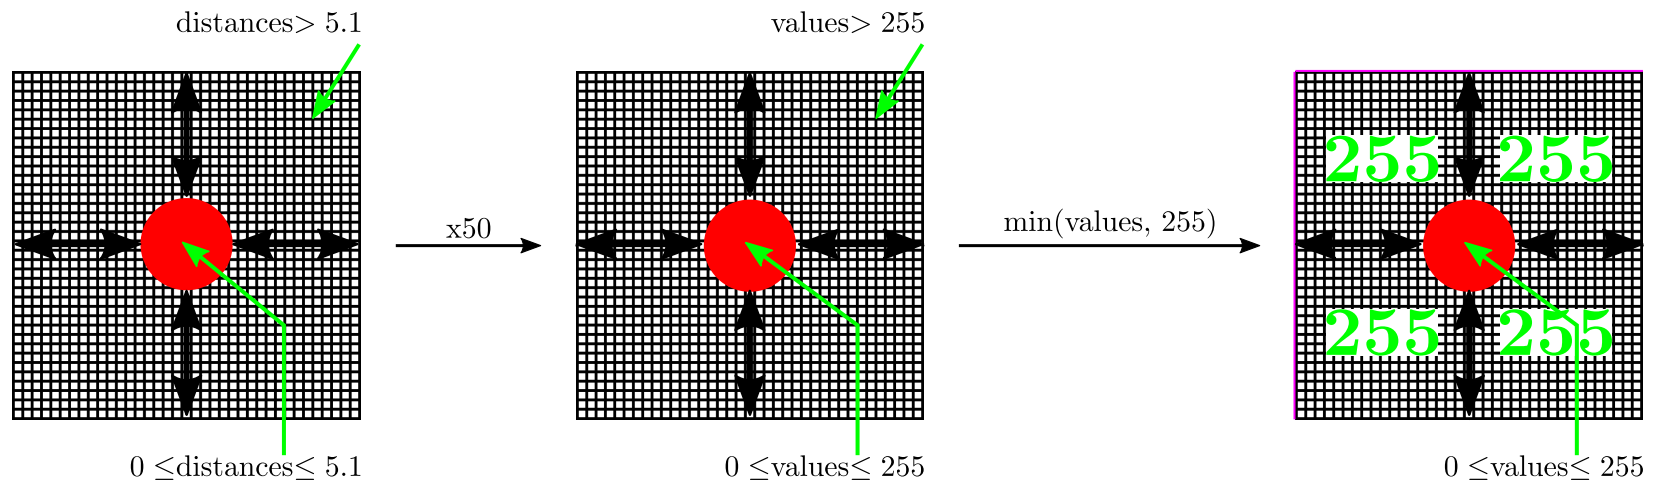 distances> 5.1
values> 255
x50
min(values, 255)
255 255
255 255
0 ≤distances≤ 5.1
0 ≤values≤ 255
0 ≤values≤ 255